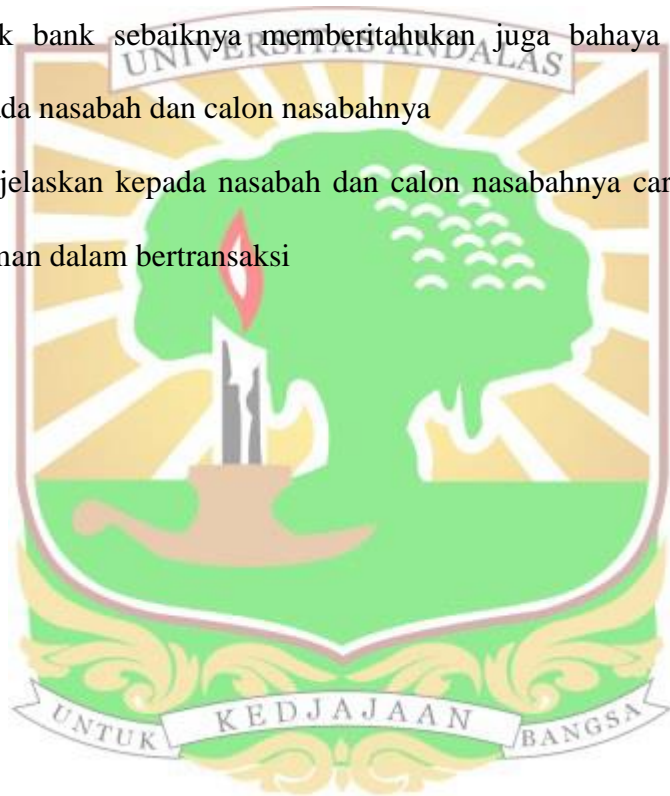 k bank sebaiknya memberitahukan juga bahaya
UNIVERSITAS ANDALAS
da nasabah dan calon nasabahnya
jelaskan kepada nasabah dan calon nasabahnya car
nan dalam bertransaksi
UNTUK KEDJAJAAN BANGSA